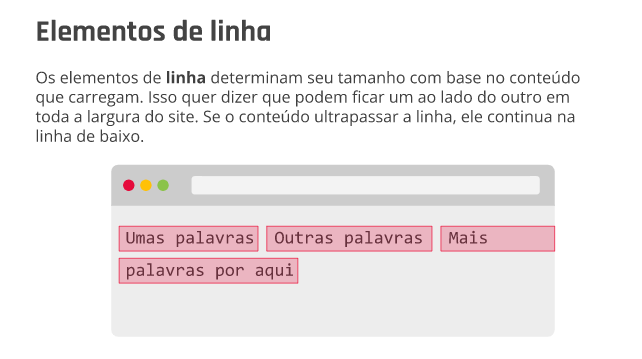 Elementos de linha
Os elementos de linha determinam seu tamanho com base no conteúdo
que carregam. Isso quer dizer que podem ficar um ao lado do outro em
toda a largura do site. Se o conteúdo ultrapassar a linha, ele continua na
linha de baixo.
Umas palavras Outras palavras Mais
palavras por aqui